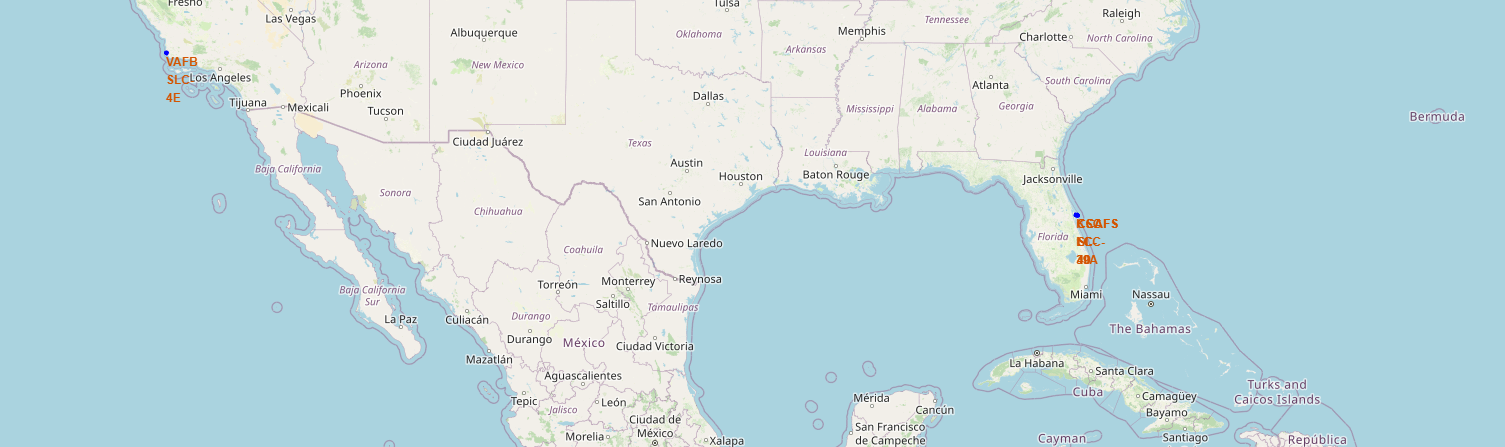 Fresno
Las Vegas
Tulsa
Raleigh
Tennessee
Albuquerque
Oklahoma
Memphis
Charlotte
North Carolina
Arkansas
VAFB
SLC
4E
Los Angeles
Arizona
New Mexico
South Carolina
Phoenix
Dallas
Atlanta
Tijuana
Mexicali
Tucson
Mississippi
Alabama
Georgia
Bermuda
Ciudad Juárez
Texas
Louisiana
Baja California
Austin
Houston
Baton Rouge
Jacksonville
Sonora
San Antonio
Chihuahua
Florida
Coahuila
Nuevo Laredo
Torreón
Monterrey
Reynosa
Baja California
Sur
Saltillo
Tamaulipas
Miami
Nassau
La Paz
Culiacán
Durango
The Bahamas
Durango
México
Ciudad Victoria
Mazatlán
La Habana
Santa Clara
Aguascalientes
Turks and
Caicos Islands
Cuba
Tepic
León
Jalisco
Mérida
Cancún
Camagüey
Bayamo
Ciudad de
México
San Francisco
de Campeche
Morelia
Xalapa
Cayman
Santiago
República